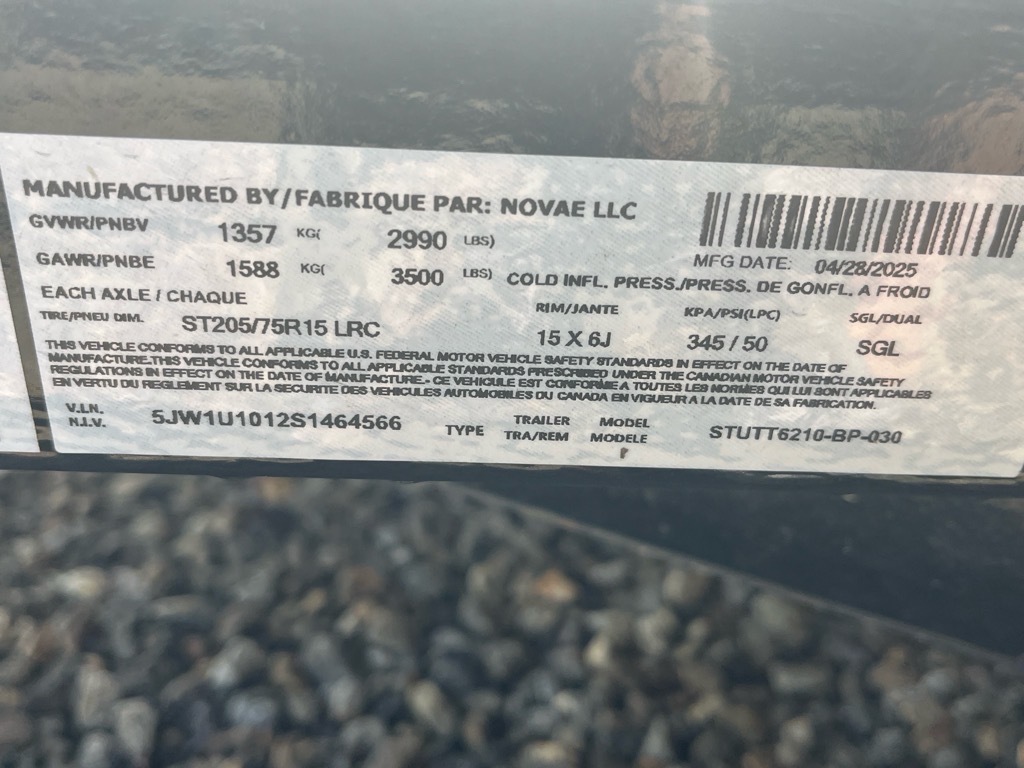 MANUFACTURED BY/FABRIQUE PAR: NOVAE LLC
GVWR/PNBV 1357 KG( 2990 LBS)
MFG DATE: 04/28/2025
GAWR/PNBE 1588 KG( 3500 LBS)
COLD INFL. PRESS./PRESS. DE GONFL. A FROID
EACH AXLE / CHAQUE
RIM/JANTE KPA/PSI(LPC) SGL/DUAL
TIRE/PNEU DIM. ST205/75R15 LRC 15 X 6J 345 / 50 SGL
THIS VEHICLE CONFORMS TO ALL APPLICABLE U.S. FEDERAL MOTOR VEHICLE SAFETY STANDARDS IN EFFECT ON THE DATE OF
MANUFACTURE.THIS VEHICLE CONFORMS TO ALL APPLICABLE STANDARDS PRESCRIBED UNDER THE CANADIAN MOTOR VEHICLE SAFETY
REGULATIONS IN EFFECT ON THE DATE OF MANUFACTURE.- CE VEHICULE EST CONFORME A TOUTES LES NORMES QUI LUI SONT APPLICABLES
EN VERTU DU REGLEMENT SUR LA SECURITE DES VEHICULES AUTOMOBILES DU CANADA EN VIGUEUR A LA DATE DE SA FABRICATION.
V.I.N. 5JW1U1012S1464566 TYPE TRAILER MODEL STUTT6210-BP-030
N.I.V. TRA/REM MODELE